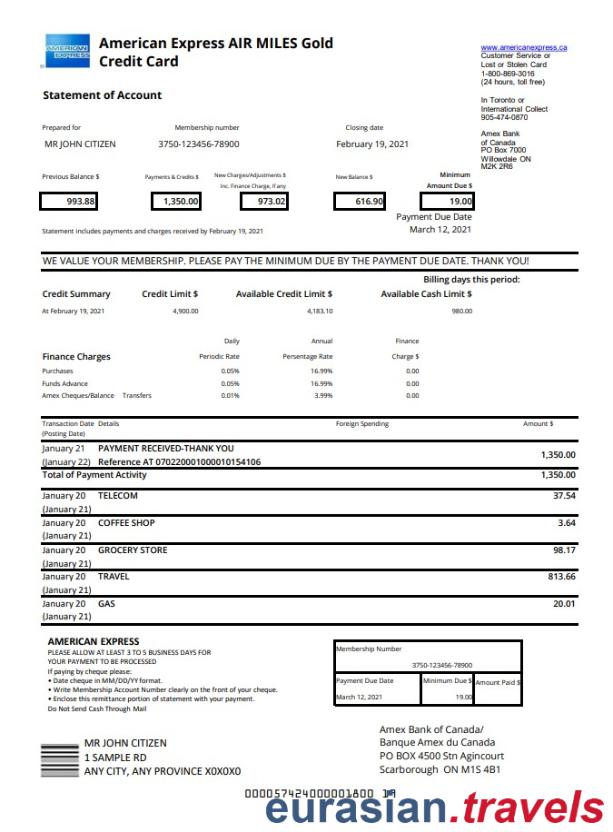 AMERICAN EXPRESS
American Express AIR MILES Gold
Credit Card
www.americanexpress.ca
Customer Service or
Lost or Stolen Card
1-800-869-3016
(24 hours, toll free)
In Toronto or
International Collect
905-474-0870
Amex Bank
of Canada
PO Box 7000
Willowdale ON
M2K 2R6
Statement of Account
Prepared for Membership number Closing date
MR JOHN CITIZEN 3750-123456-78900 February 19, 2021
Previous Balance $ Payments & Credits $ New Charges/Adjustments $ Inc. Finance Charge, if any New Balance $ Minimum Amount Due $
993.88 1,350.00 973.02 616.90 19.00
Payment Due Date
Statement includes payments and charges received by February 19, 2021 March 12, 2021
WE VALUE YOUR MEMBERSHIP. PLEASE PAY THE MINIMUM DUE BY THE PAYMENT DUE DATE. THANK YOU!
Billing days this period:
Credit Summary Credit Limit $ Available Credit Limit $ Available Cash Limit $
At February 19, 2021 4,900.00 4,183.10 980.00
Daily Annual Finance
Finance Charges Periodic Rate Persentage Rate Charge $
Purchases 0.05% 16.99% 0.00
Funds Advance 0.05% 16.99% 0.00
Amex Cheques/Balance Transfers 0.01% 3.99% 0.00
Transaction Date Details Foreign Spending Amount $
(Posting Date)
January 21 PAYMENT RECEIVED-THANK YOU 1,350.00
(January 22) Reference AT 070220001000010154106
Total of Payment Activity 1,350.00
January 20 TELECOM 37.54
(January 21)
January 20 COFFEE SHOP 3.64
(January 21)
January 20 GROCERY STORE 98.17
(January 21)
January 20 TRAVEL 813.66
(January 21)
January 20 GAS 20.01
(January 21)
AMERICAN EXPRESS
PLEASE ALLOW AT LEAST 3 TO 5 BUSINESS DAYS FOR
YOUR PAYMENT TO BE PROCESSED
If paying by cheque please:
• Date cheque in MM/DD/YY format.
• Write Membership Account Number clearly on the front of your cheque.
• Enclose this remittance portion of statement with your payment.
Do Not Send Cash Through Mail
Membership Number
3750-123456-78900
Payment Due Date Minimum Due $ Amount Paid $
March 12, 2021 19.00
MR JOHN CITIZEN
1 SAMPLE RD
ANY CITY, ANY PROVINCE X0X0X0
Amex Bank of Canada/
Banque Amex du Canada
PO BOX 4500 Stn Agincourt
Scarborough ON M1S 4B1
eurasian.travels